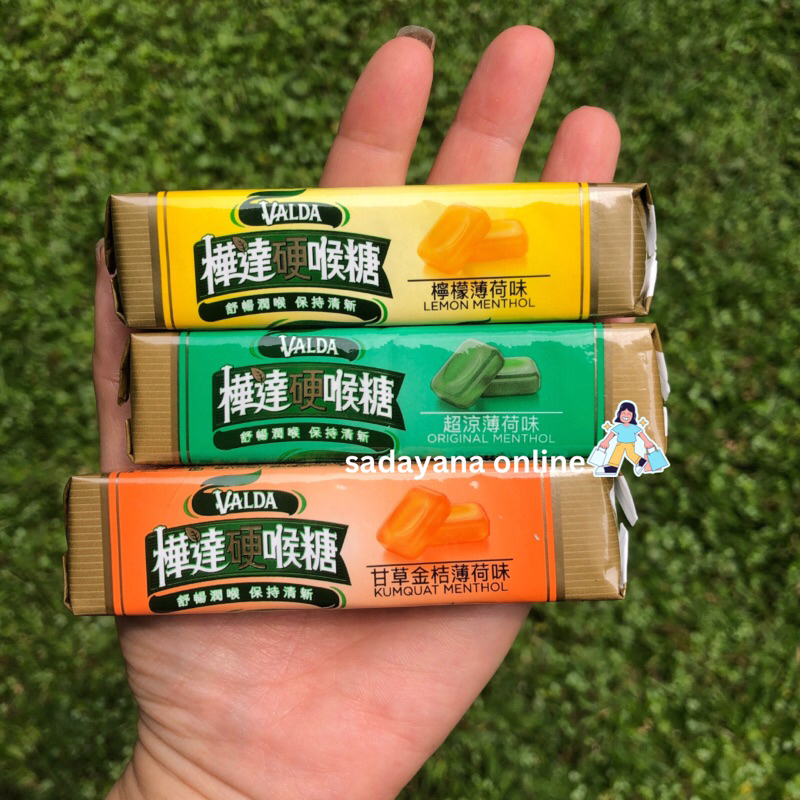 VALDA
樺達硬喉糖
舒暢潤喉 保持清新
檸檬薄荷味
LEMON MENTHOL
VALDA
樺達硬喉糖
舒暢潤喉 保持清新
超涼薄荷味
ORIGINAL MENTHOL
sadayana online
VALDA
樺達硬喉糖
舒暢潤喉 保持清新
甘草金桔薄荷味
KUMQUAT MENTHOL